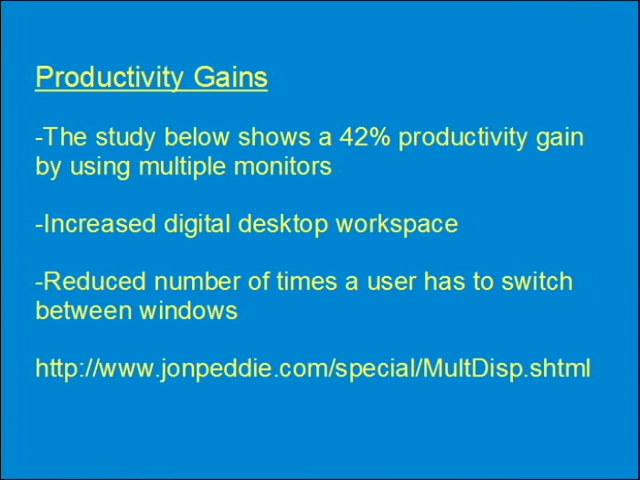 Productivity Gains
-The study below shows a 42% productivity gain
by using multiple monitors
-Increased digital desktop workspace
-Reduced number of times a user has to switch
between windows
http://www.jonpeddie.com/special/MultDisp.shtml